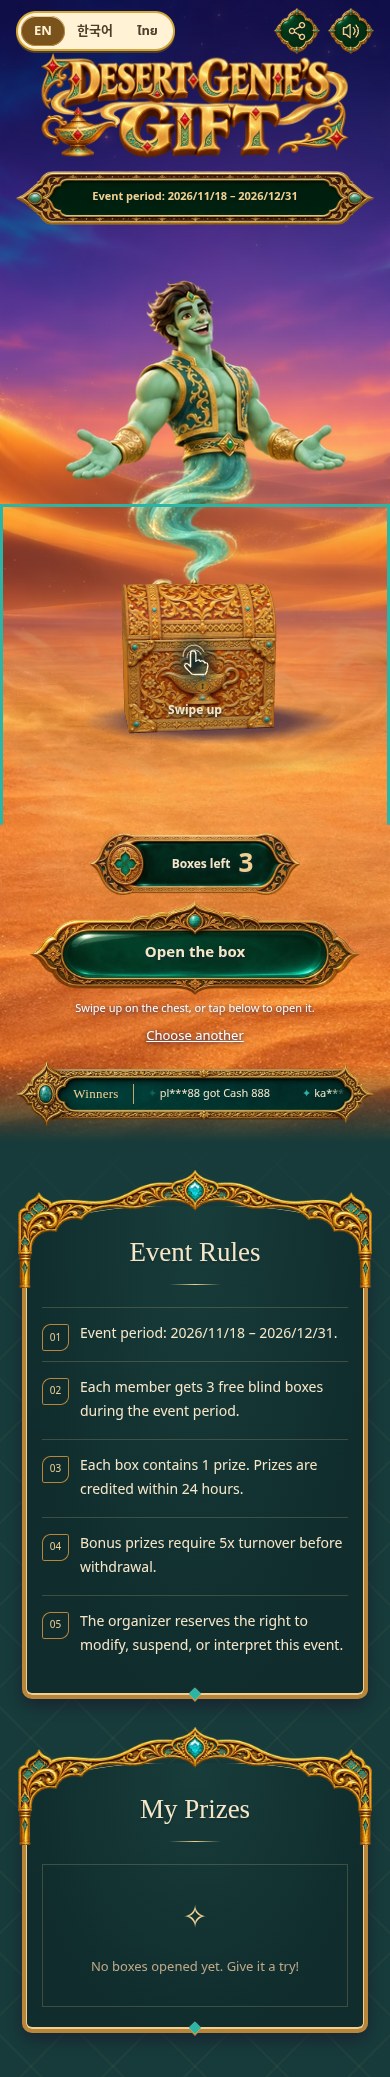 EN 한국어 ไทย
DESERT GENIE'S
GIFT
Event period: 2026/11/18 – 2026/12/31
Swipe up
Boxes left 3
Open the box
Swipe up on the chest, or tap below to open it.
Choose another
Winners pl***88 got Cash 888 ka***
Event Rules
01 Event period: 2026/11/18 – 2026/12/31.
02 Each member gets 3 free blind boxes
during the event period.
03 Each box contains 1 prize. Prizes are
credited within 24 hours.
04 Bonus prizes require 5x turnover before
withdrawal.
05 The organizer reserves the right to
modify, suspend, or interpret this event.
My Prizes
No boxes opened yet. Give it a try!